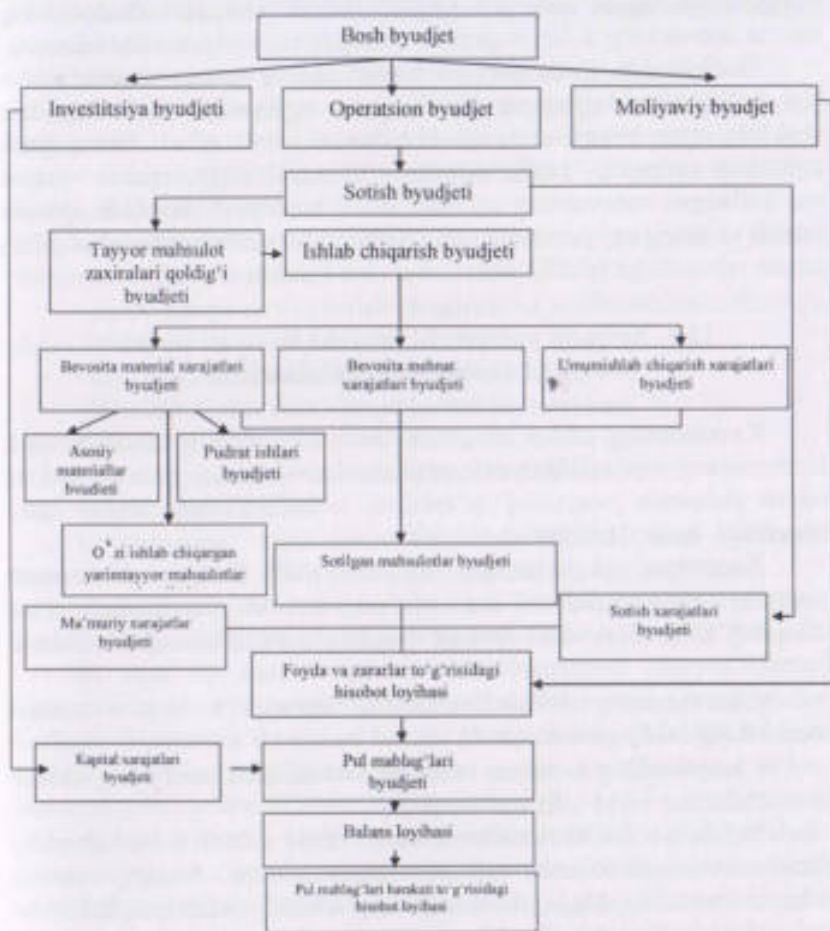 Bosh byudjet
Investitsiya byudjeti
Operatsion byudjet
Moliyaviy byudjet
Sotish byudjeti
Tayyor mahsulot
zaxiralari qoldig‘i
byudjeti
Ishlab chiqarish byudjeti
Bevosita material xarajatlari
byudjeti
Bevosita mehnat
xarajatlari byudjeti
Umumishlab chiqarish xarajatlari
byudjeti
Asosiy
materiallar
byudjeti
Pudrat ishlari
byudjeti
O‘zi ishlab chiqargan
yarimtayyor mahsulotlar
Sotilgan mahsulotlar byudjeti
Ma’muriy xarajatlar
byudjeti
Sotish xarajatlari
byudjeti
Foyda va zararlar to‘g‘risidagi
hisobot loyihasi
Kapital xarajatlari
byudjeti
Pul mablag‘lari
byudjeti
Balans loyihasi
Pul mablag‘lari harakati to‘g‘risidagi
hisobot loyihasi